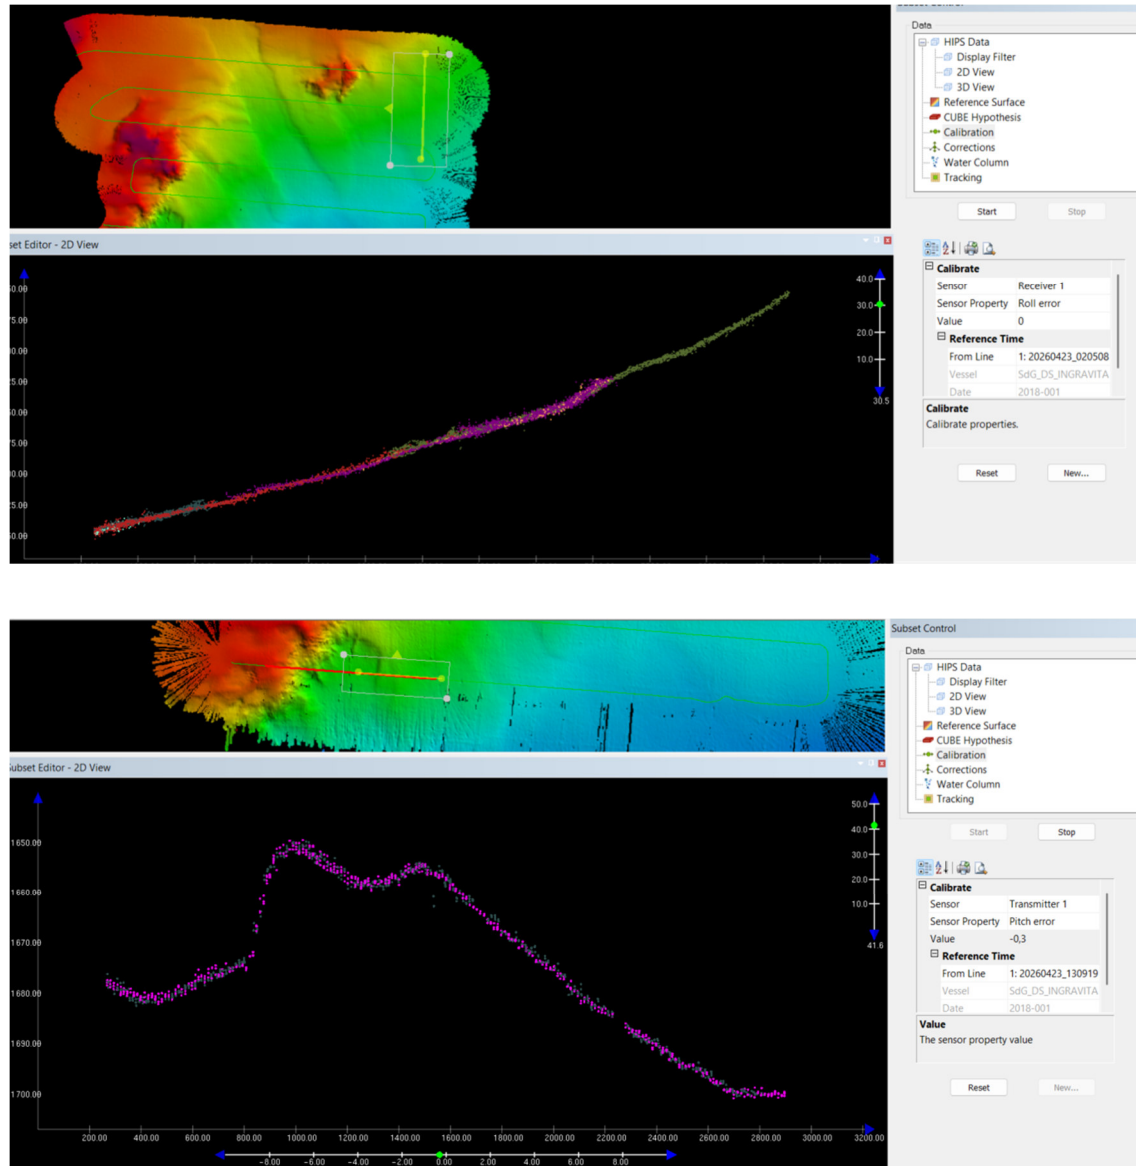 Data
HIPS Data
Display Filter
2D View
3D View
Reference Surface
CUBE Hypothesis
Calibration
Corrections
Water Column
Tracking
Start Stop
set Editor - 2D View
40.0
30.0
20.0
10.0
30.5
Calibrate
Sensor Receiver 1
Sensor Property Roll error
Value 0
Reference Time
From Line 1: 20260423_020508
Vessel SdG_DS_INGRAVITA
Date 2018-001
Calibrate
Calibrate properties.
Reset New...
Subset Control
Data
HIPS Data
Display Filter
2D View
3D View
Reference Surface
CUBE Hypothesis
Calibration
Corrections
Water Column
Tracking
Start Stop
Subset Editor - 2D View
1650.00
1660.00
1670.00
1680.00
1690.00
1700.00
50.0
40.0
30.0
20.0
10.0
41.6
200.00 400.00 600.00 800.00 1000.00 1200.00 1400.00 1600.00 1800.00 2000.00 2200.00 2400.00 2600.00 2800.00 3000.00 3200.00
-8.00 -6.00 -4.00 -2.00 0.00 2.00 4.00 6.00 8.00
Calibrate
Sensor Transmitter 1
Sensor Property Pitch error
Value -0,3
Reference Time
From Line 1: 20260423_130919
Vessel SdG_DS_INGRAVITA
Date 2018-001
Value
The sensor property value
Reset New...